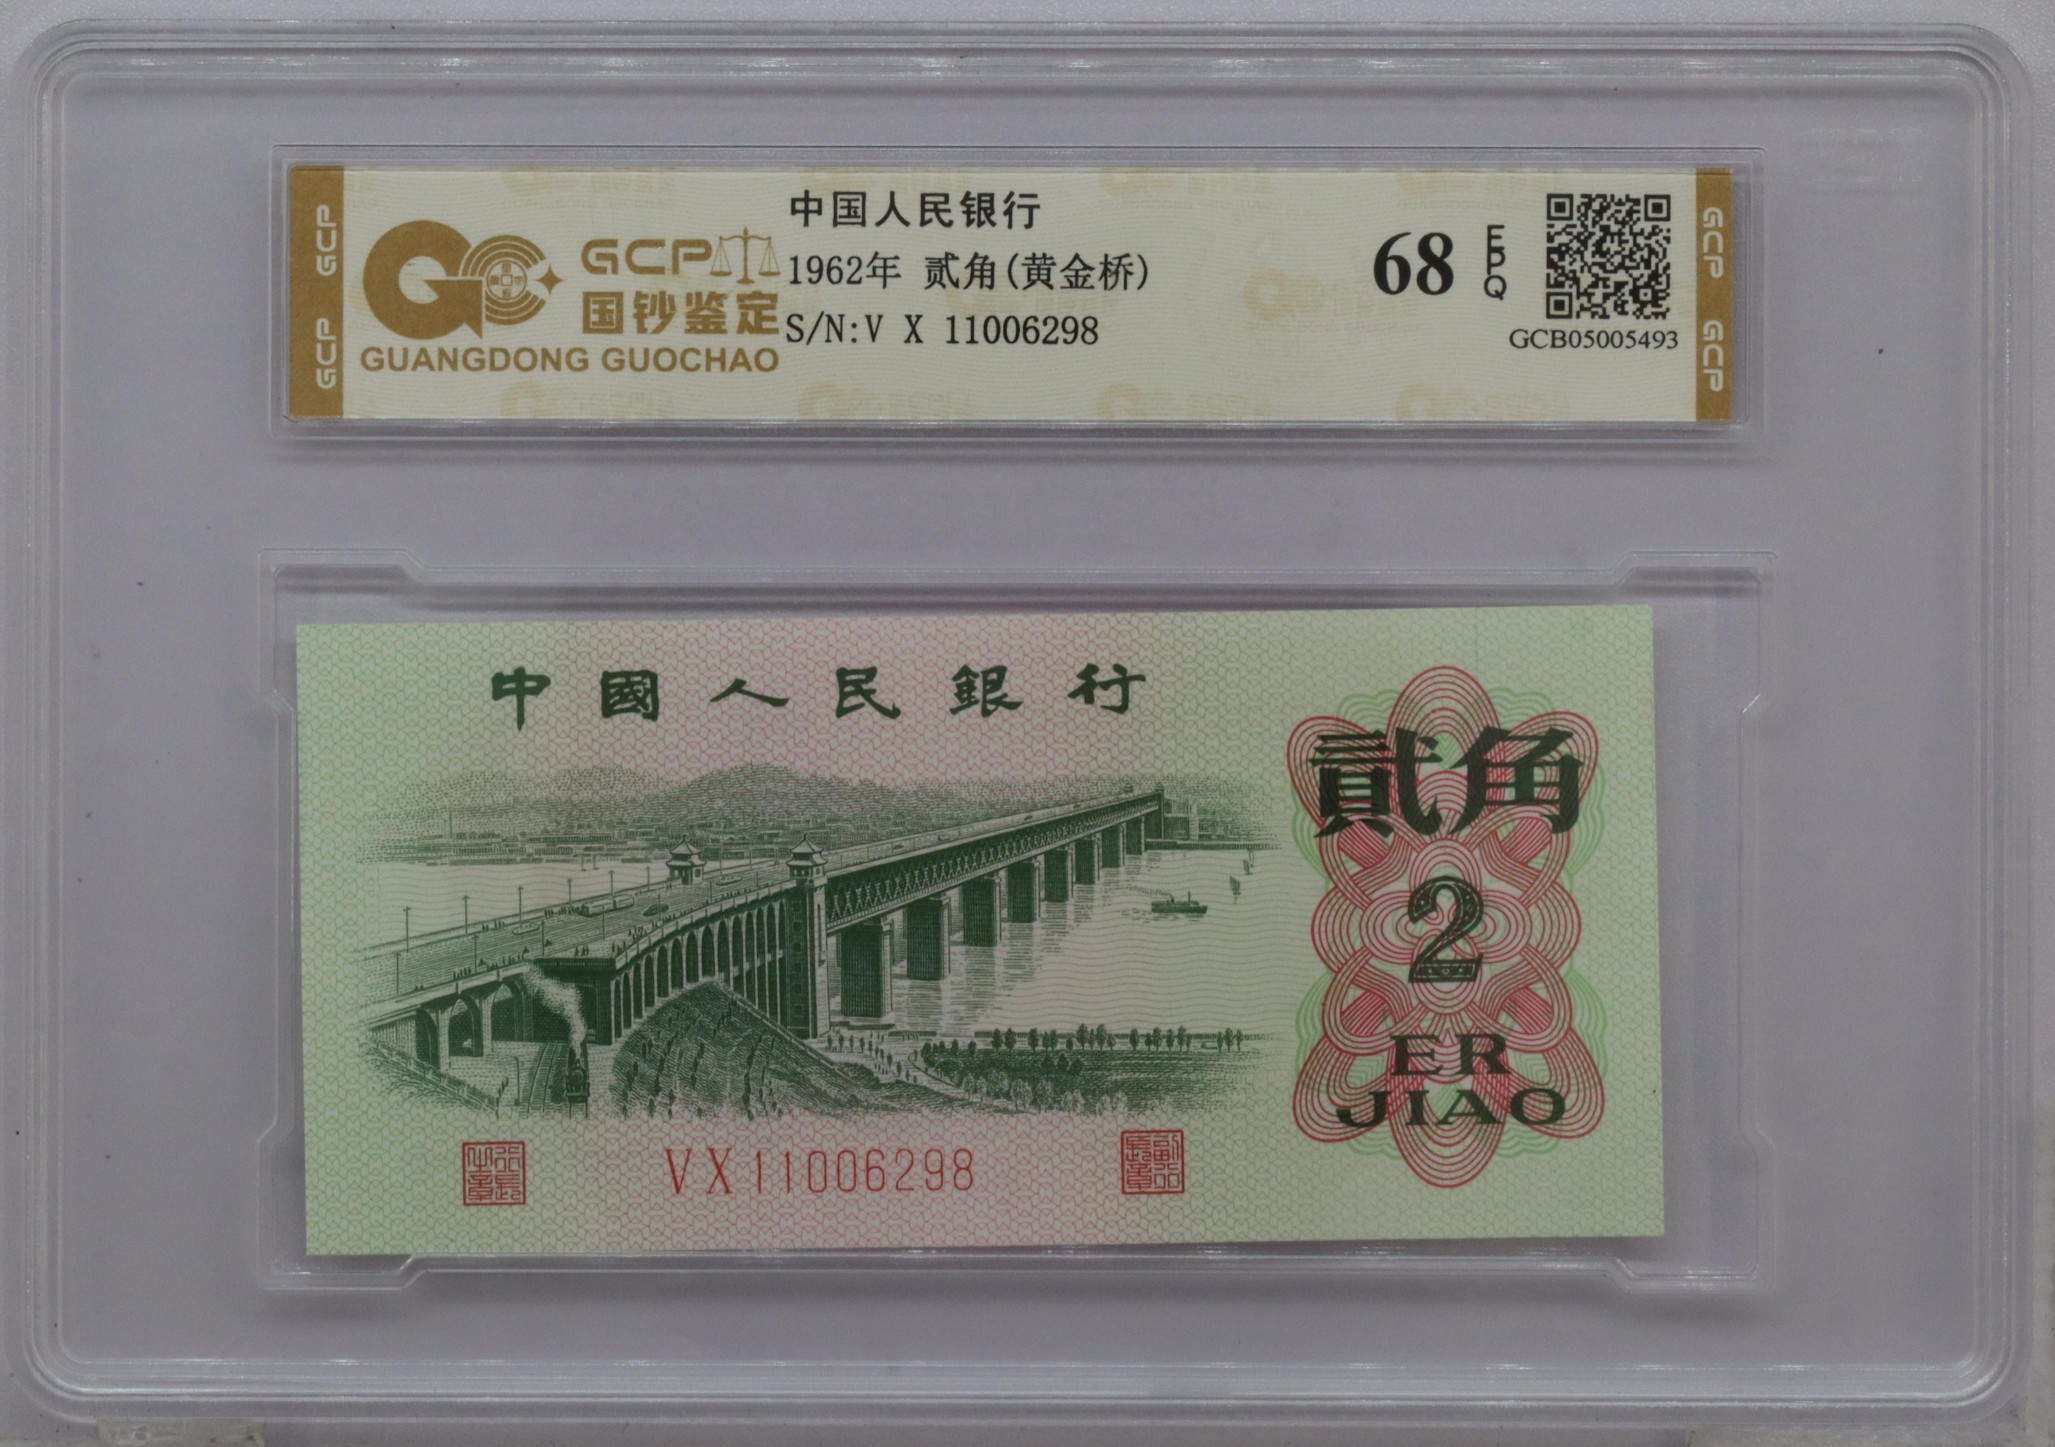 GCP
GCP
GCP
国钞鉴定
GUANGDONG GUOCHAO
中国人民银行
1962年 贰角(黄金桥)
S/N:V X 11006298
68
EPQ
GCB05005493
GCP
GCP
中國人民銀行
貳角
2
ER
JIAO
VX11006298